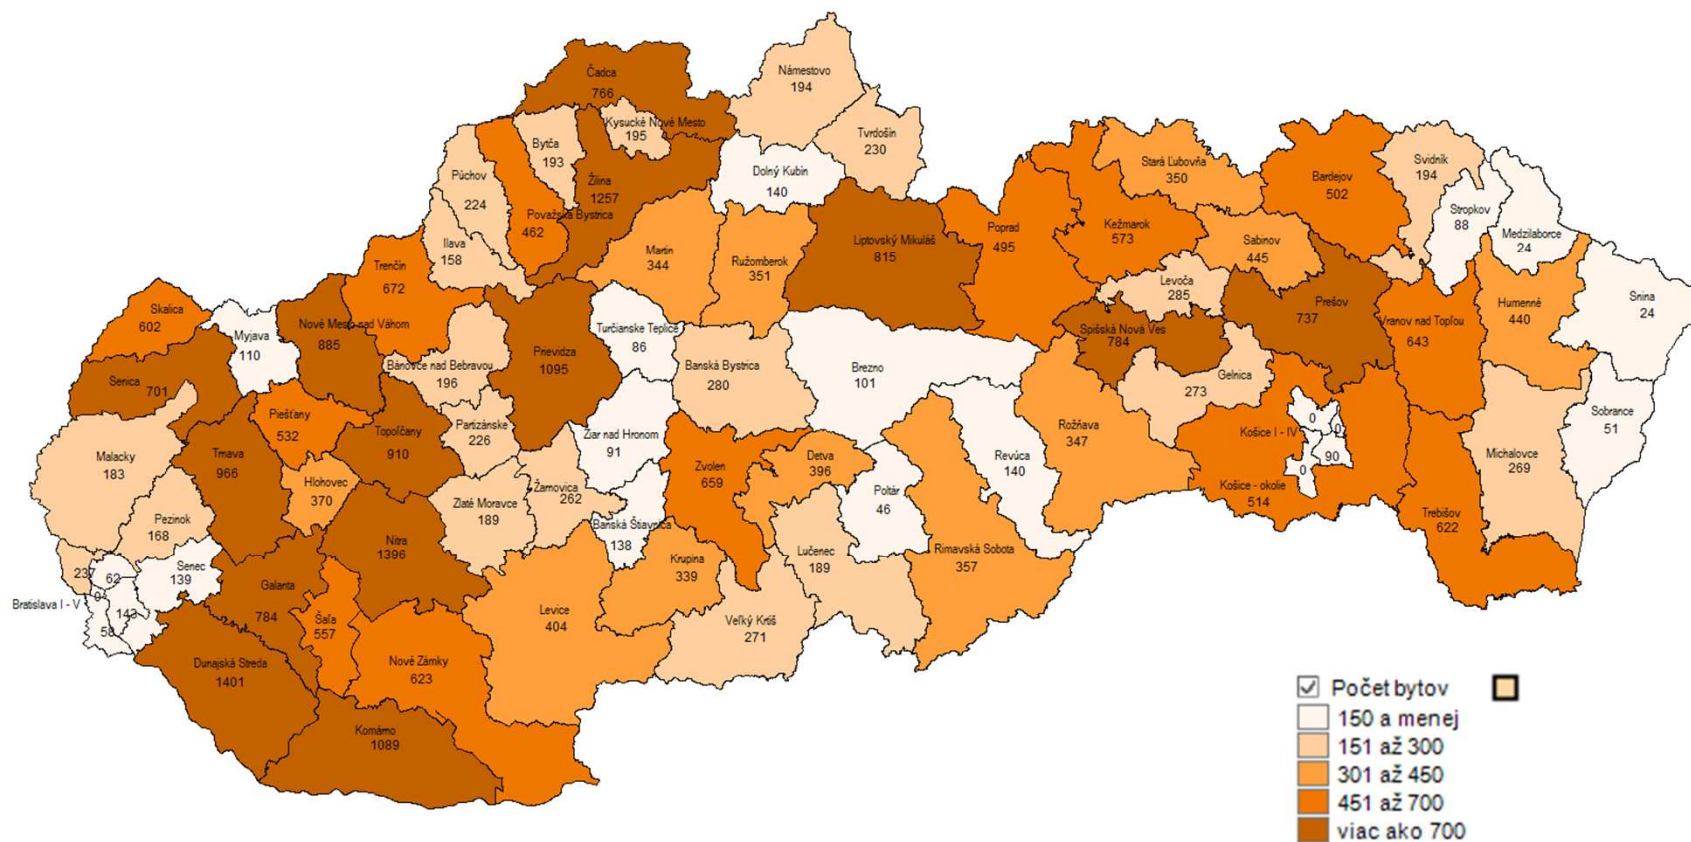 Čadca
766
Námestovo
194
Kysucké Nové Mesto
195
Bytča
193
Tvrdošín
230
Dolný Kubín
140
Púchov
224
Žilina
1257
Stará Ľubovňa
350
Bardejov
502
Svidník
194
Stropkov
88
Medzilaborce
24
Považská Bystrica
462
Ilava
158
Martin
344
Ružomberok
351
Liptovský Mikuláš
815
Poprad
495
Kežmarok
573
Sabinov
445
Trenčín
672
Levoča
285
Prešov
737
Vranov nad Topľou
643
Humenné
440
Snina
24
Skalica
602
Myjava
110
Nové Mesto nad Váhom
885
Turčianske Teplice
86
Spišská Nová Ves
784
Prievidza
1095
Bánovce nad Bebravou
196
Banská Bystrica
280
Brezno
101
Gelnica
273
Senica
701
Piešťany
532
Topoľčany
910
Partizánske
226
Žiar nad Hronom
91
Rožňava
347
Košice I - IV
0
0
90
0
Sobrance
51
Malacky
183
Trnava
966
Michalovce
269
Zvolen
659
Detva
396
Revúca
140
Hlohovec
370
Žarnovica
262
Zlaté Moravce
189
Poltár
46
Košice - okolie
514
Trebišov
622
Pezinok
168
Nitra
1396
Banská Štiavnica
138
Krupina
339
Lučenec
189
Rimavská Sobota
357
237
62
Senec
139
Galanta
784
Bratislava I - V
0
143
58
Šaľa
557
Levice
404
Veľký Krtíš
271
Dunajská Streda
1401
Nové Zámky
623
Komárno
1089
Počet bytov
150 a menej
151 až 300
301 až 450
451 až 700
viac ako 700